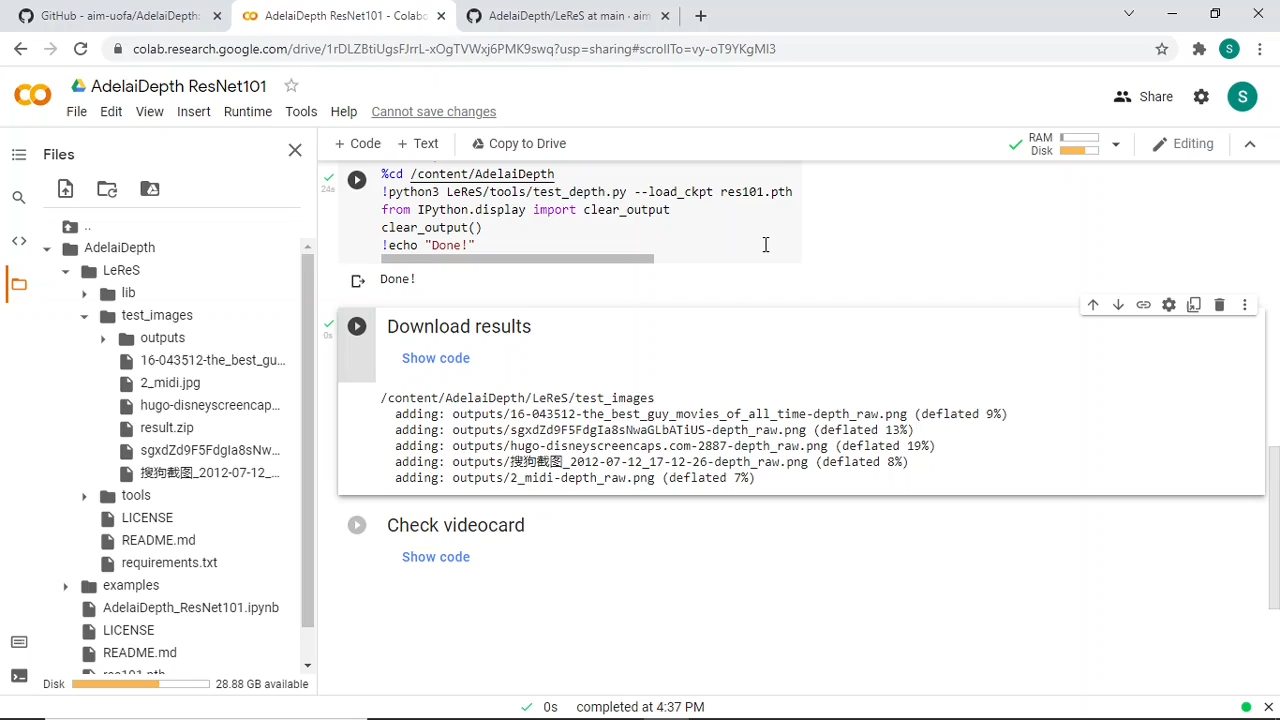 GitHub - aim-uofa/AdelaiDepth:
AdelaiDepth ResNet101 - Colabo
AdelaiDepth/LeReS at main · aim
colab.research.google.com/drive/1rDLZBtiUgsFJrrL-xOgTVWxj6PMK9swq?usp=sharing#scrollTo=vy-oT9YKgMI3
S
AdelaiDepth ResNet101
File Edit View Insert Runtime Tools Help Cannot save changes
Share
S
Files
+ Code + Text Copy to Drive
RAM
Disk
Editing
..
AdelaiDepth
LeReS
lib
test_images
outputs
16-043512-the_best_gu...
2_midi.jpg
hugo-disneyscreencap...
result.zip
sgxdZd9F5FdgIa8sNw...
搜狗截图_2012-07-12_...
tools
LICENSE
README.md
requirements.txt
examples
AdelaiDepth_ResNet101.ipynb
LICENSE
README.md
res101.pth
Disk 28.88 GB available
24s
%cd /content/AdelaiDepth
!python3 LeReS/tools/test_depth.py --load_ckpt res101.pth
from IPython.display import clear_output
clear_output()
!echo "Done!"
Done!
0s
Download results
Show code
/content/AdelaiDepth/LeReS/test_images
adding: outputs/16-043512-the_best_guy_movies_of_all_time-depth_raw.png (deflated 9%)
adding: outputs/sgxdZd9F5FdgIa8sNwaGLbATiUS-depth_raw.png (deflated 13%)
adding: outputs/hugo-disneyscreencaps.com-2887-depth_raw.png (deflated 19%)
adding: outputs/搜狗截图_2012-07-12_17-12-26-depth_raw.png (deflated 8%)
adding: outputs/2_midi-depth_raw.png (deflated 7%)
Check videocard
Show code
0s completed at 4:37 PM